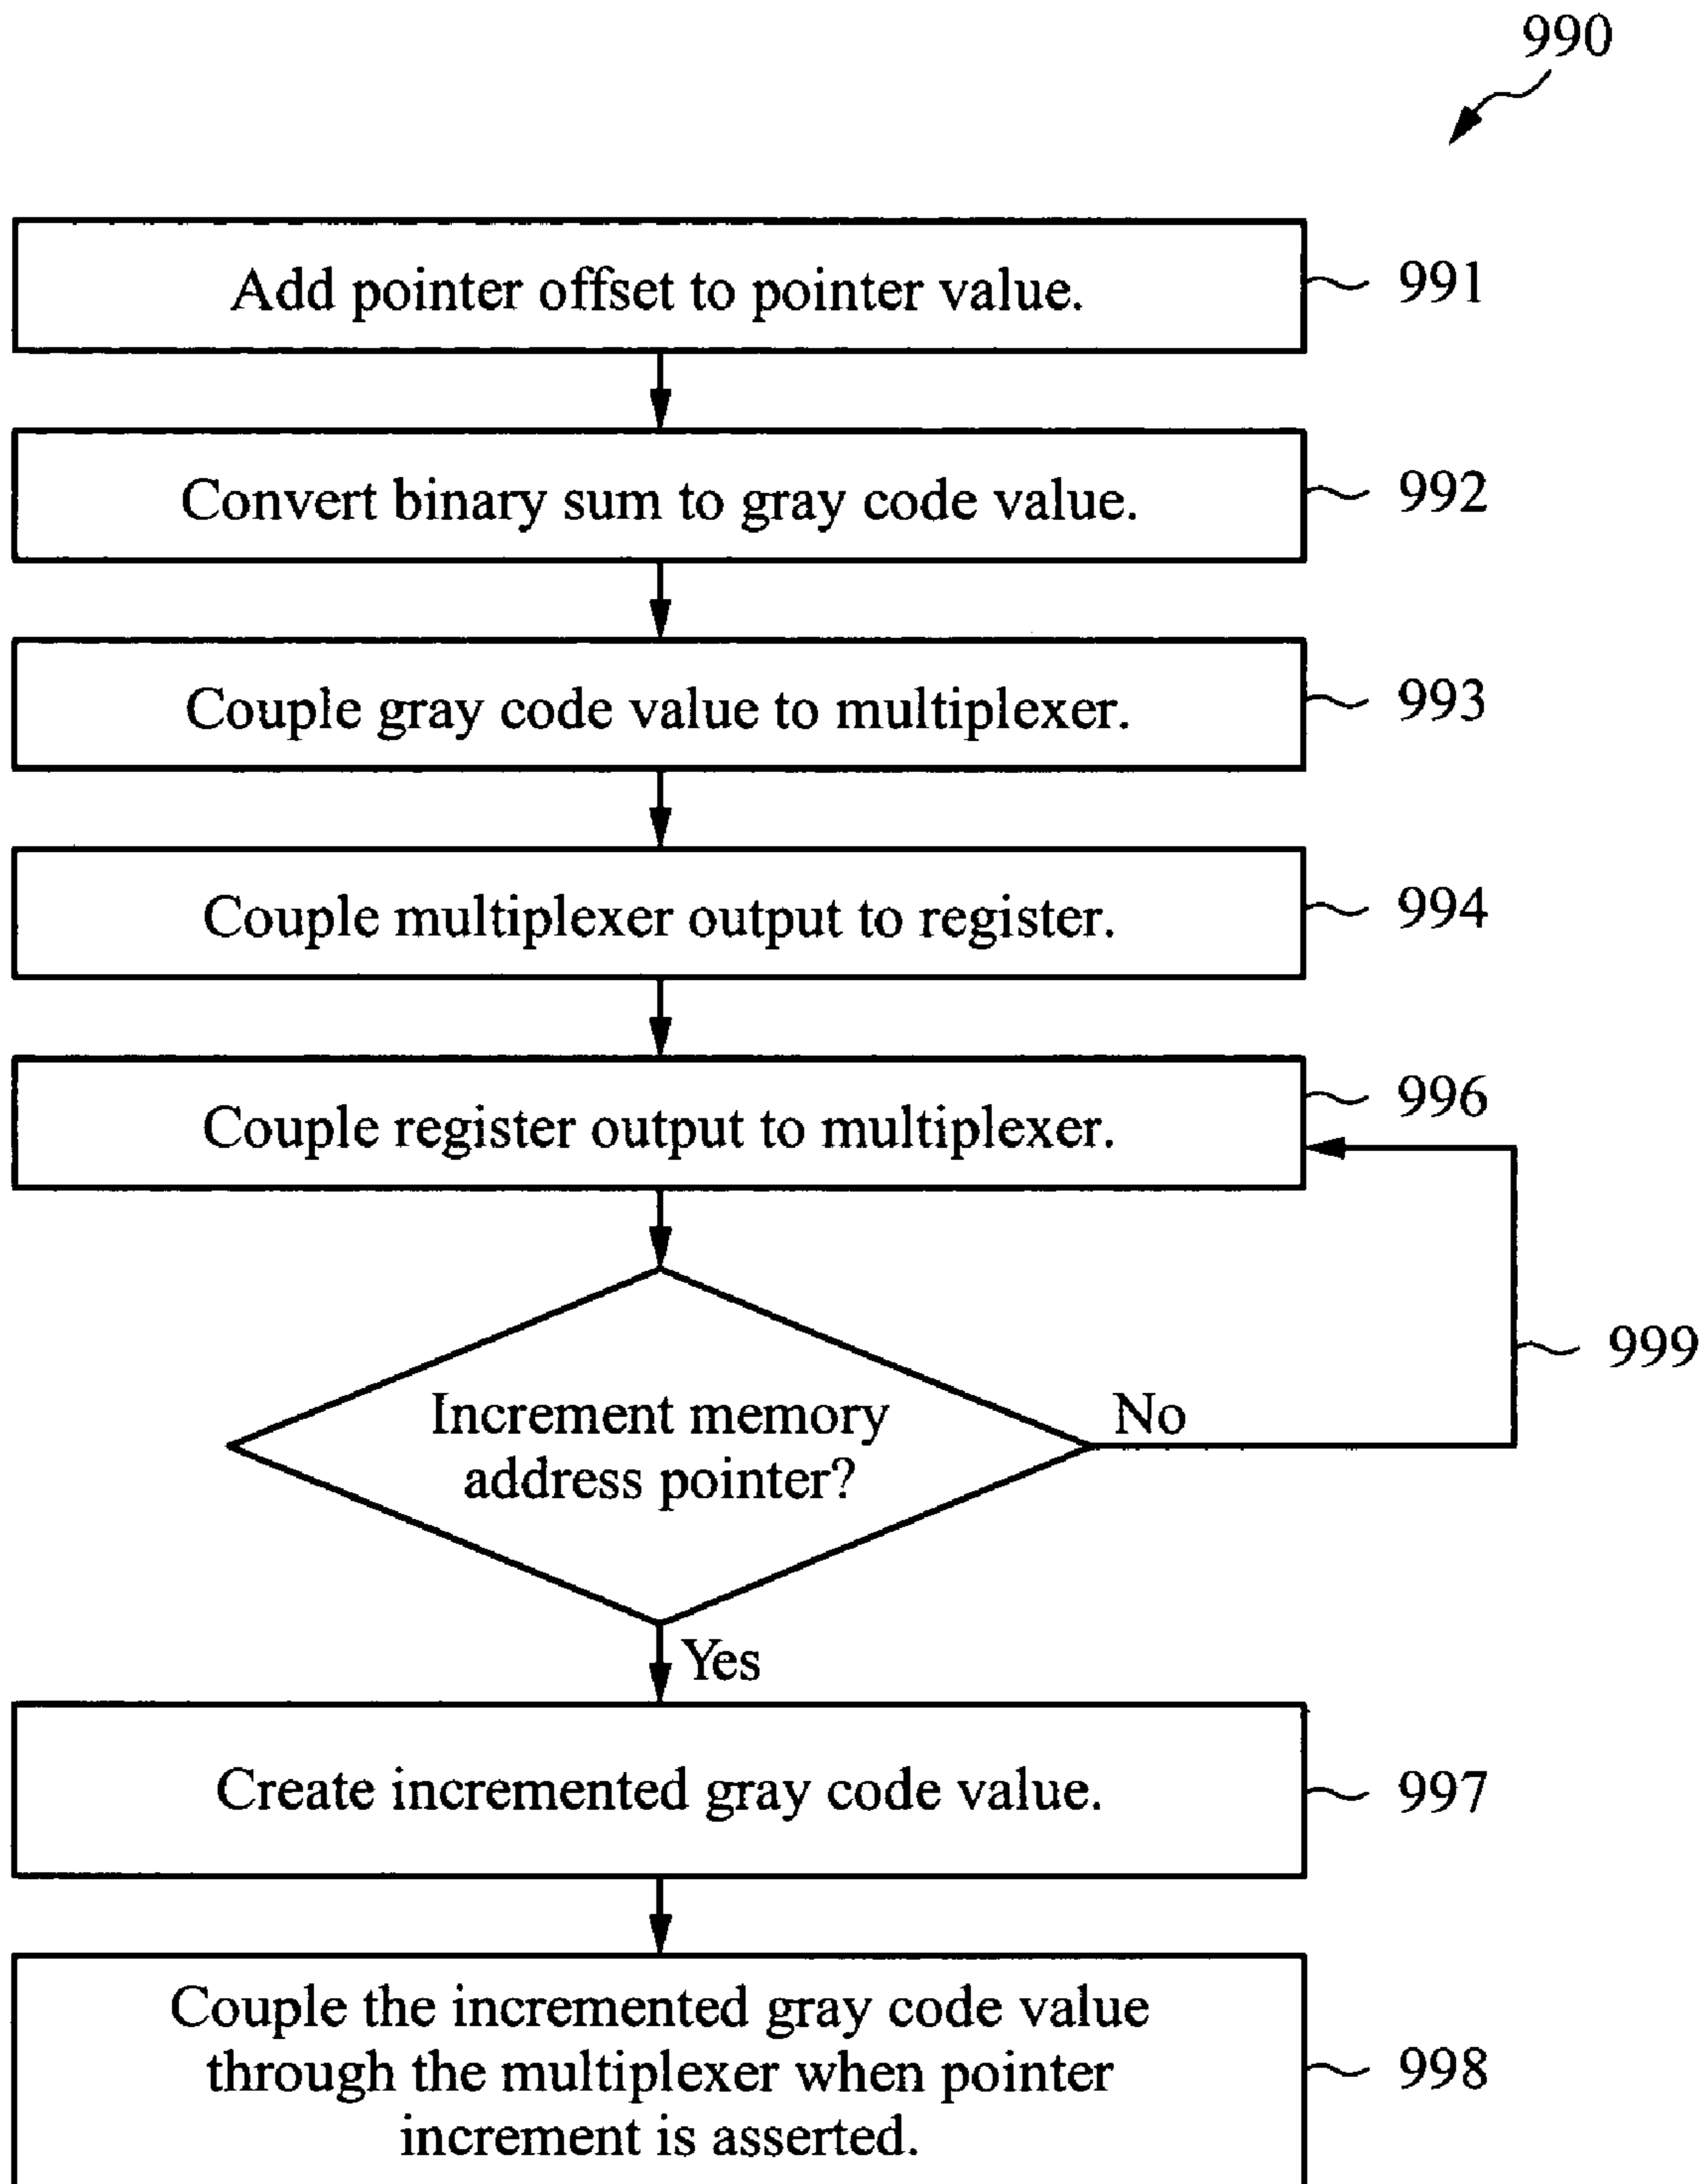 990
Add pointer offset to pointer value.
991
Convert binary sum to gray code value.
992
Couple gray code value to multiplexer.
993
Couple multiplexer output to register.
994
Couple register output to multiplexer.
996
Increment memory
address pointer?
No
999
Yes
Create incremented gray code value.
997
Couple the incremented gray code value
through the multiplexer when pointer
increment is asserted.
998